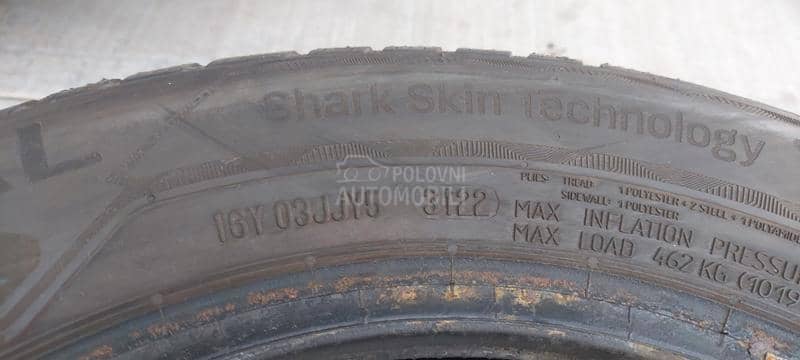 Shark Skin Technology
POLOVNI
AUTOMOBILI
PLIES: TREAD: 1 POLYESTER + 2 STEEL + 1 POLYAMIDE
SIDEWALL: 1 POLYESTER
MAX INFLATION PRESSU
MAX LOAD 462 KG (1019